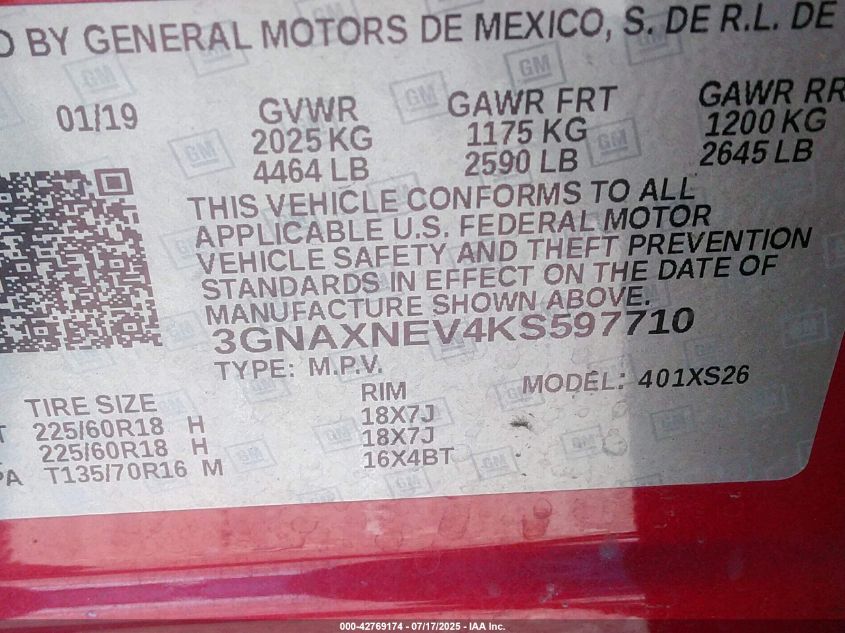 D BY GENERAL MOTORS DE MEXICO, S. DE R.L. DE
01/19 GVWR GAWR FRT GAWR RR
2025 KG 1175 KG 1200 KG
4464 LB 2590 LB 2645 LB
THIS VEHICLE CONFORMS TO ALL
APPLICABLE U.S. FEDERAL MOTOR
VEHICLE SAFETY AND THEFT PREVENTION
STANDARDS IN EFFECT ON THE DATE OF
MANUFACTURE SHOWN ABOVE.
3GNAXNEV4KS597710
TYPE: M.P.V. MODEL: 401XS26
TIRE SIZE RIM
T 225/60R18 H 18X7J
225/60R18 H 18X7J
PA T135/70R16 M 16X4BT
GM
000-42769174 - 07/17/2025 - IAA Inc.